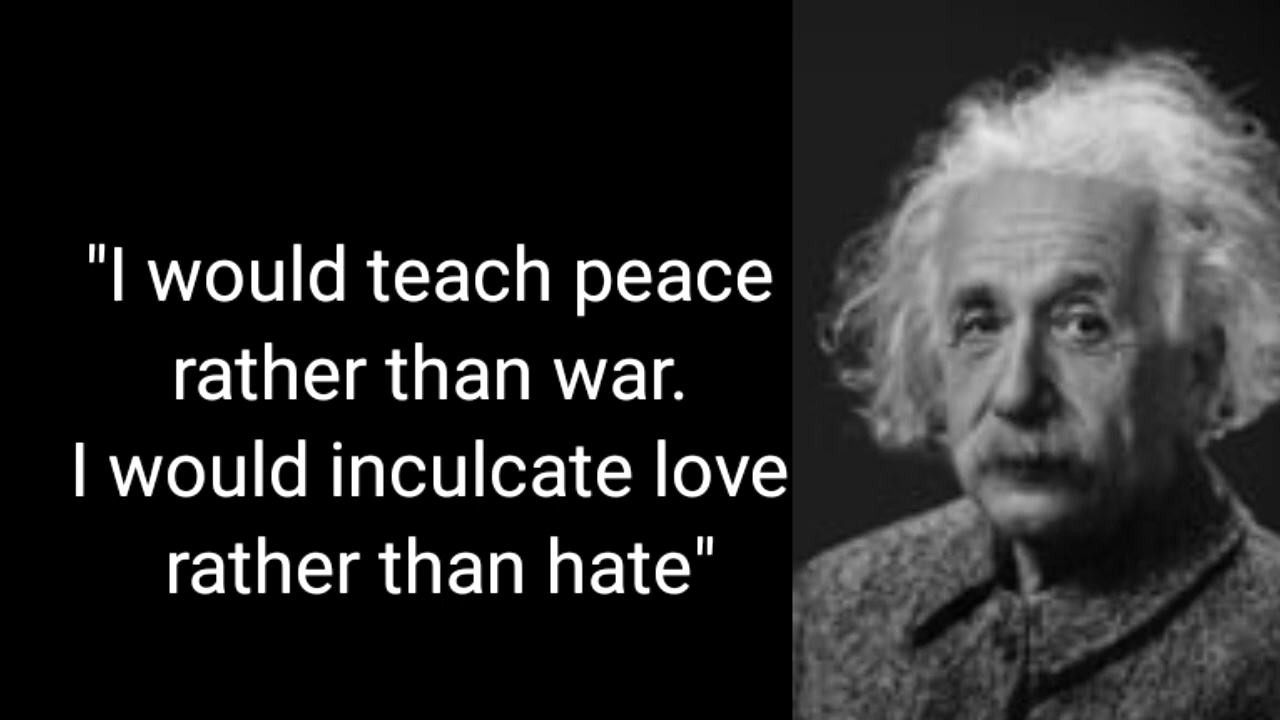 "I would teach peace
rather than war.
I would inculcate love
rather than hate"